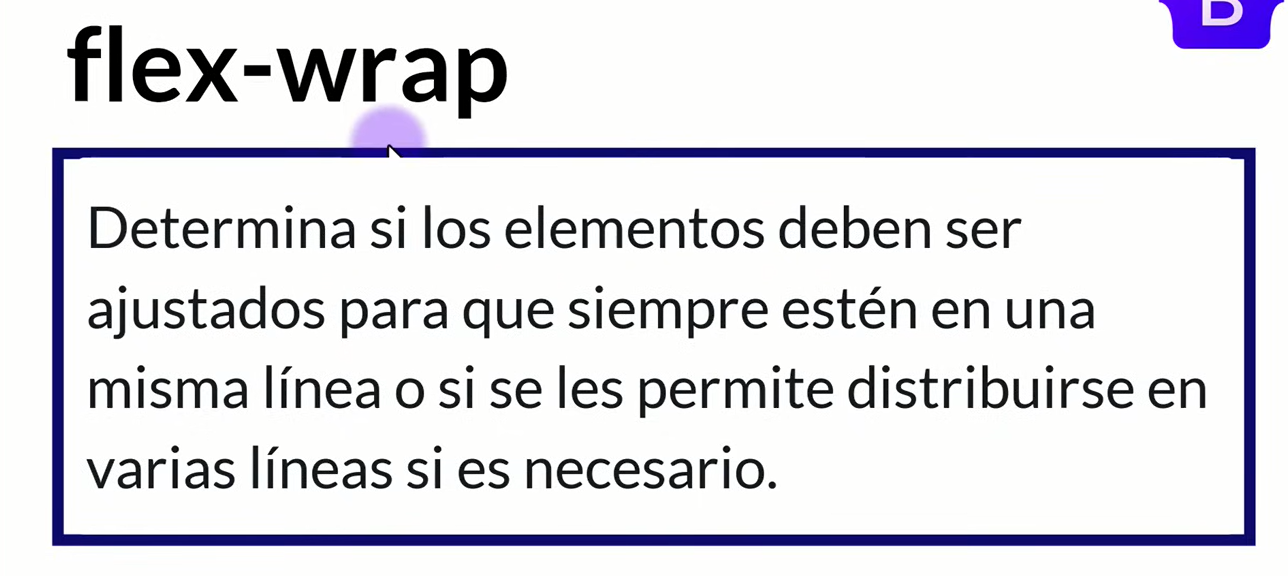 B
flex-wrap
Determina si los elementos deben ser
ajustados para que siempre estén en una
misma línea o si se les permite distribuirse en
varias líneas si es necesario.